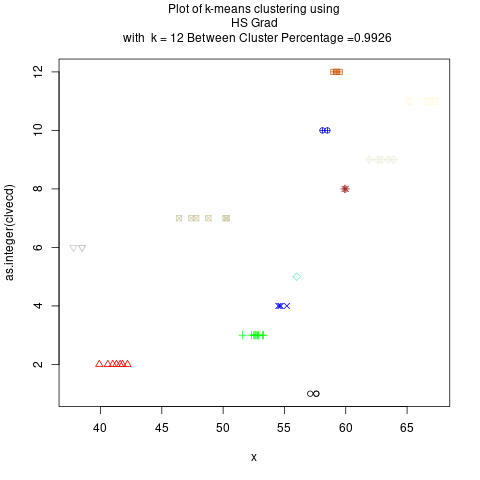 Plot of k-means clustering using
HS Grad
with k = 12 Between Cluster Percentage =0.9926
as.integer(clvecd)
12
10
8
6
4
2
40 45 50 55 60 65
x